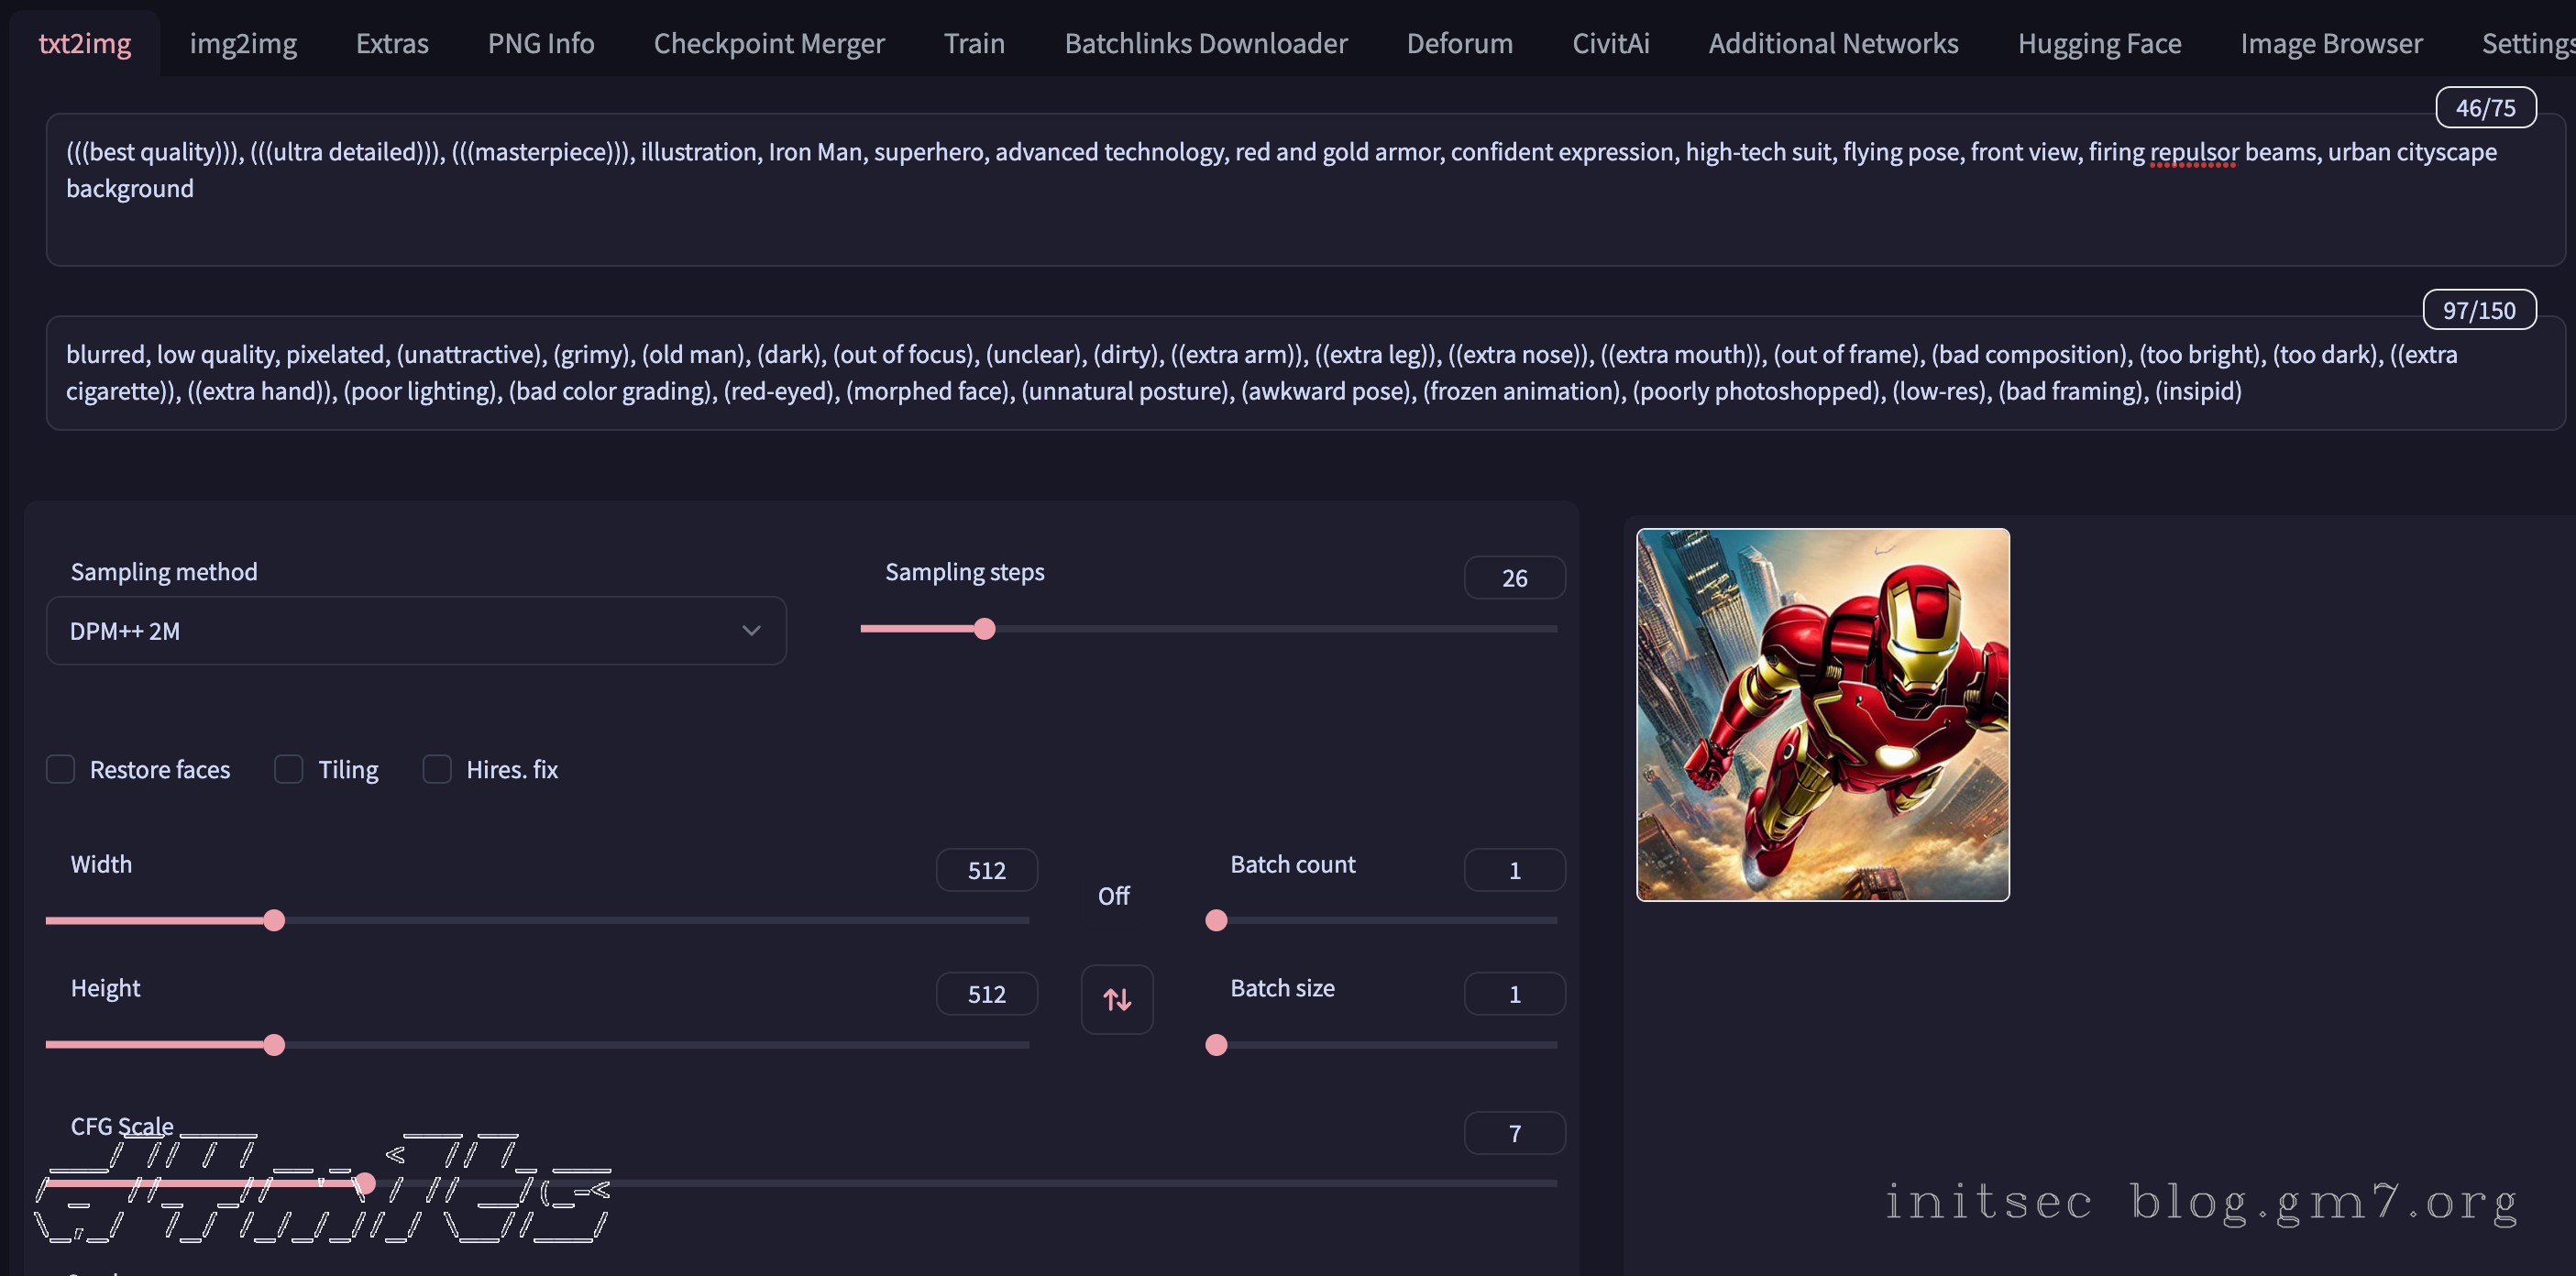 txt2img img2img Extras PNG Info Checkpoint Merger Train Batchlinks Downloader Deforum CivitAi Additional Networks Hugging Face Image Browser Settings
46/75
(((best quality))), (((ultra detailed))), (((masterpiece))), illustration, Iron Man, superhero, advanced technology, red and gold armor, confident expression, high-tech suit, flying pose, front view, firing repulsor beams, urban cityscape
background
97/150
blurred, low quality, pixelated, (unattractive), (grimy), (old man), (dark), (out of focus), (unclear), (dirty), ((extra arm)), ((extra leg)), ((extra nose)), ((extra mouth)), (out of frame), (bad composition), (too bright), (too dark), ((extra
cigarette)), ((extra hand)), (poor lighting), (bad color grading), (red-eyed), (morphed face), (unnatural posture), (awkward pose), (frozen animation), (poorly photoshopped), (low-res), (bad framing), (insipid)
Sampling method
DPM++ 2M
Sampling steps
26
Restore faces Tiling Hires. fix
Width
512
Off
Batch count
1
Height
512
Batch size
1
CFG Scale
7
initsec blog.gm7.org